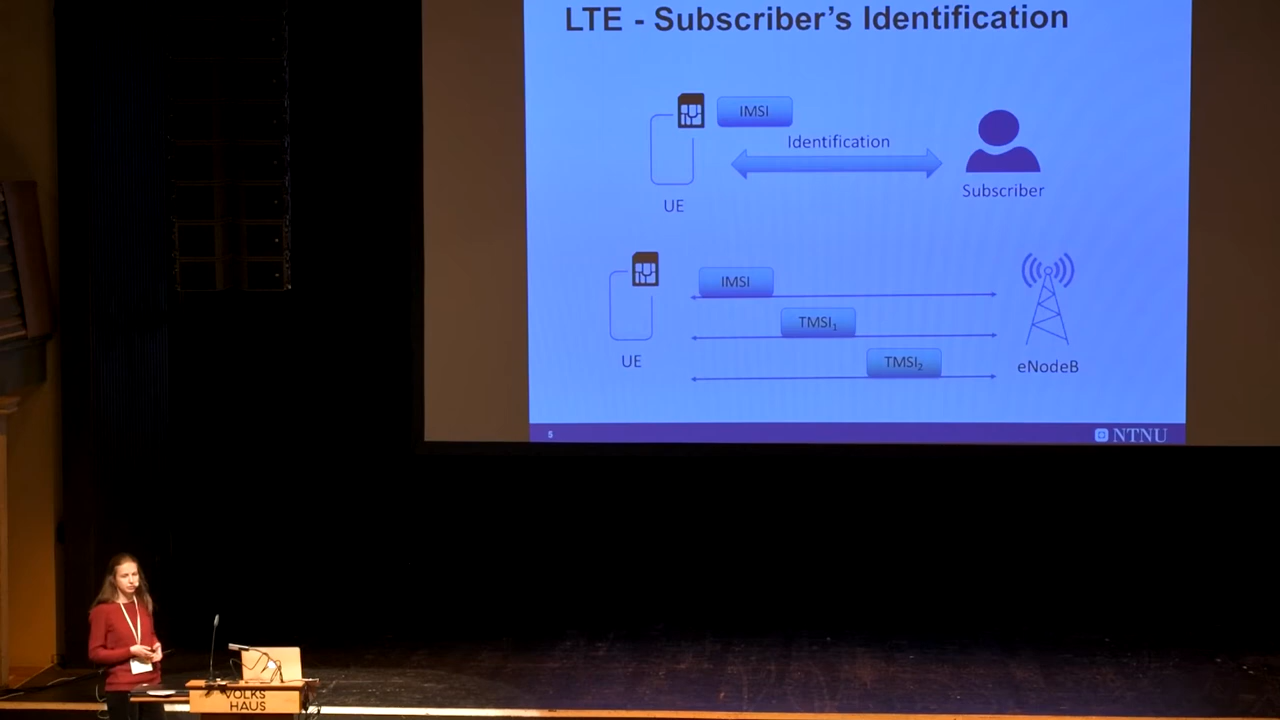 LTE - Subscriber’s Identification
IMSI
Identification
UE
Subscriber
IMSI
TMSI₁
TMSI₂
UE
eNodeB
5
NTNU
VOLKS
HAUS